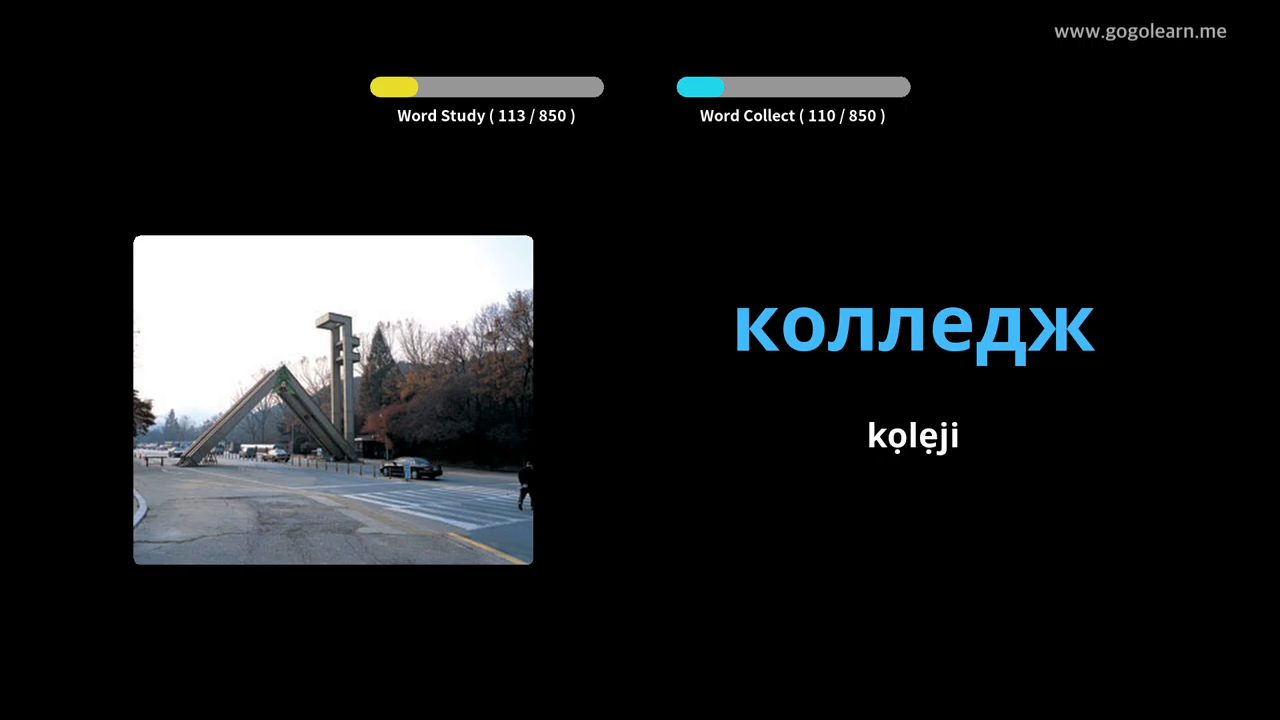 www.gogolearn.me
Word Study ( 113 / 850 )
Word Collect ( 110 / 850 )
колледж
kọlẹji